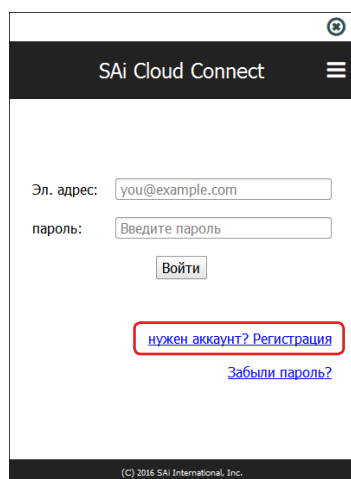 SAi Cloud Connect
Эл. адрес: you@example.com
пароль: Введите пароль
Войти
нужен аккаунт? Регистрация
Забыли пароль?
(C) 2016 SAi International, Inc.